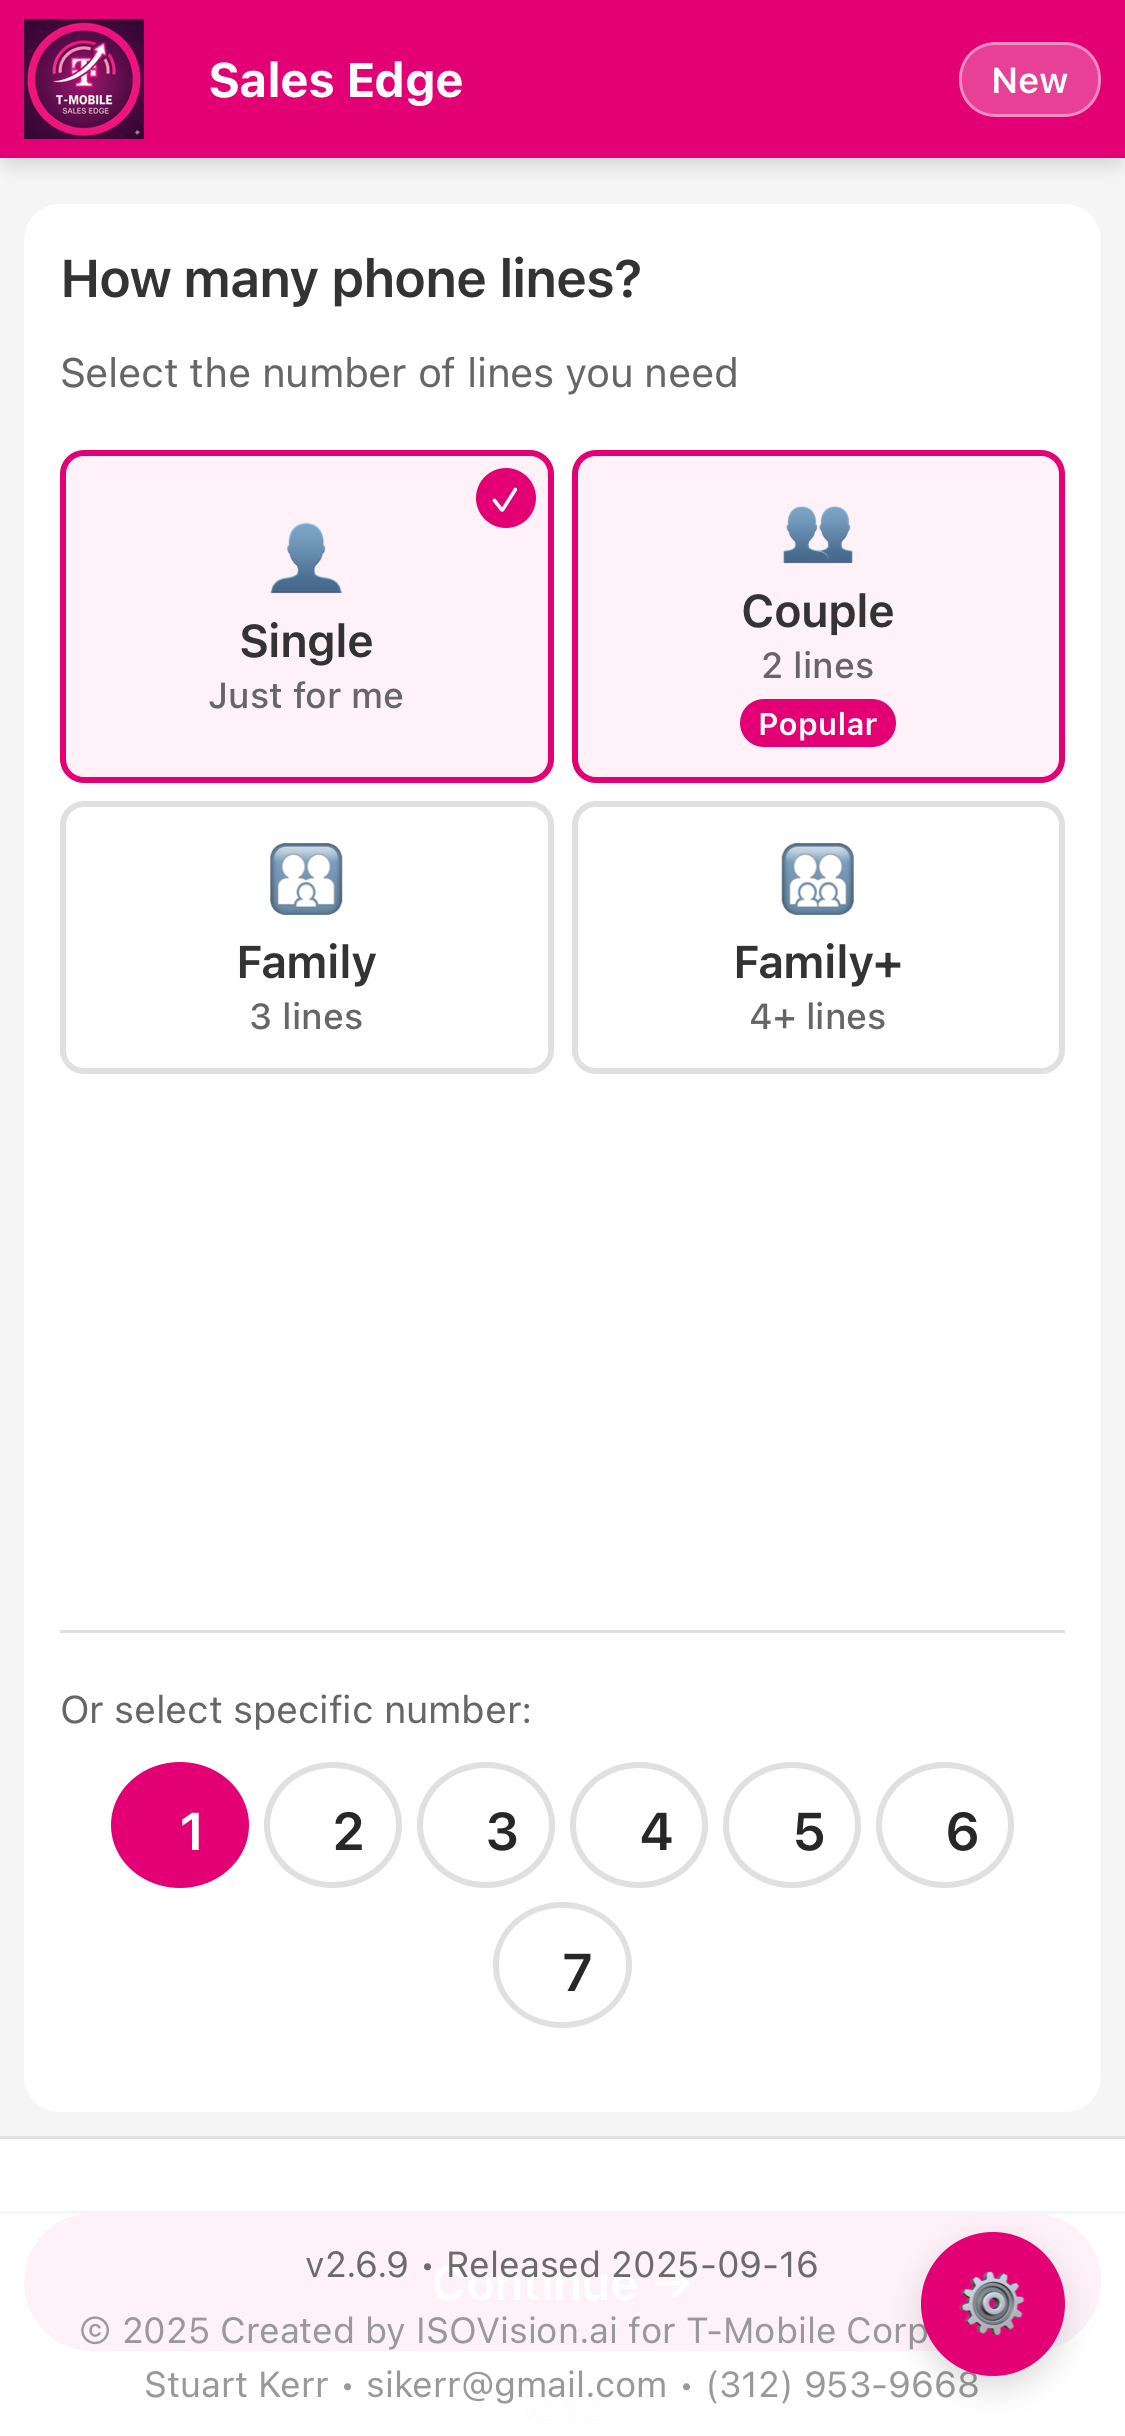 T-MOBILE
SALES EDGE
Sales Edge
New
How many phone lines?
Select the number of lines you need
Single
Just for me
Couple
2 lines
Popular
Family
3 lines
Family+
4+ lines
Or select specific number:
1 2 3 4 5 6
7
Continue →
v2.6.9 • Released 2025-09-16
© 2025 Created by ISOVision.ai for T-Mobile Corp
Stuart Kerr • sikerr@gmail.com • (312) 953-9668